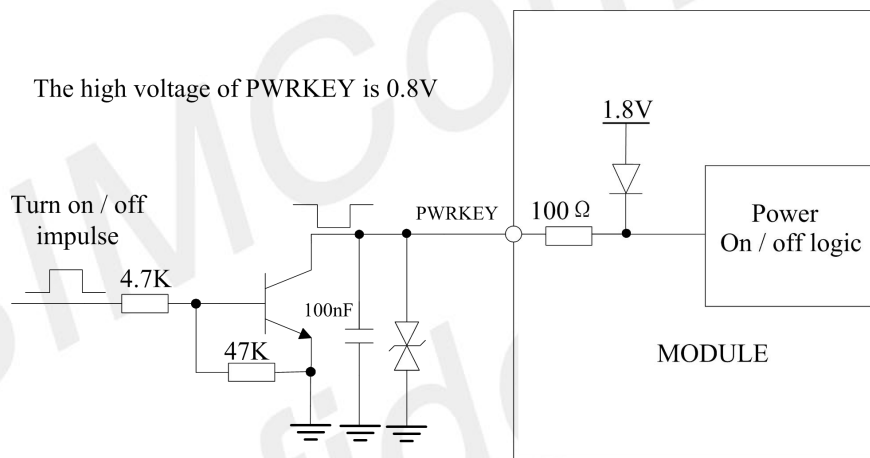 SIMCom
The high voltage of PWRKEY is 0.8V
1.8V
Turn on / off
impulse
PWRKEY
100 Ω
Power
On / off logic
4.7K
100nF
47K
MODULE